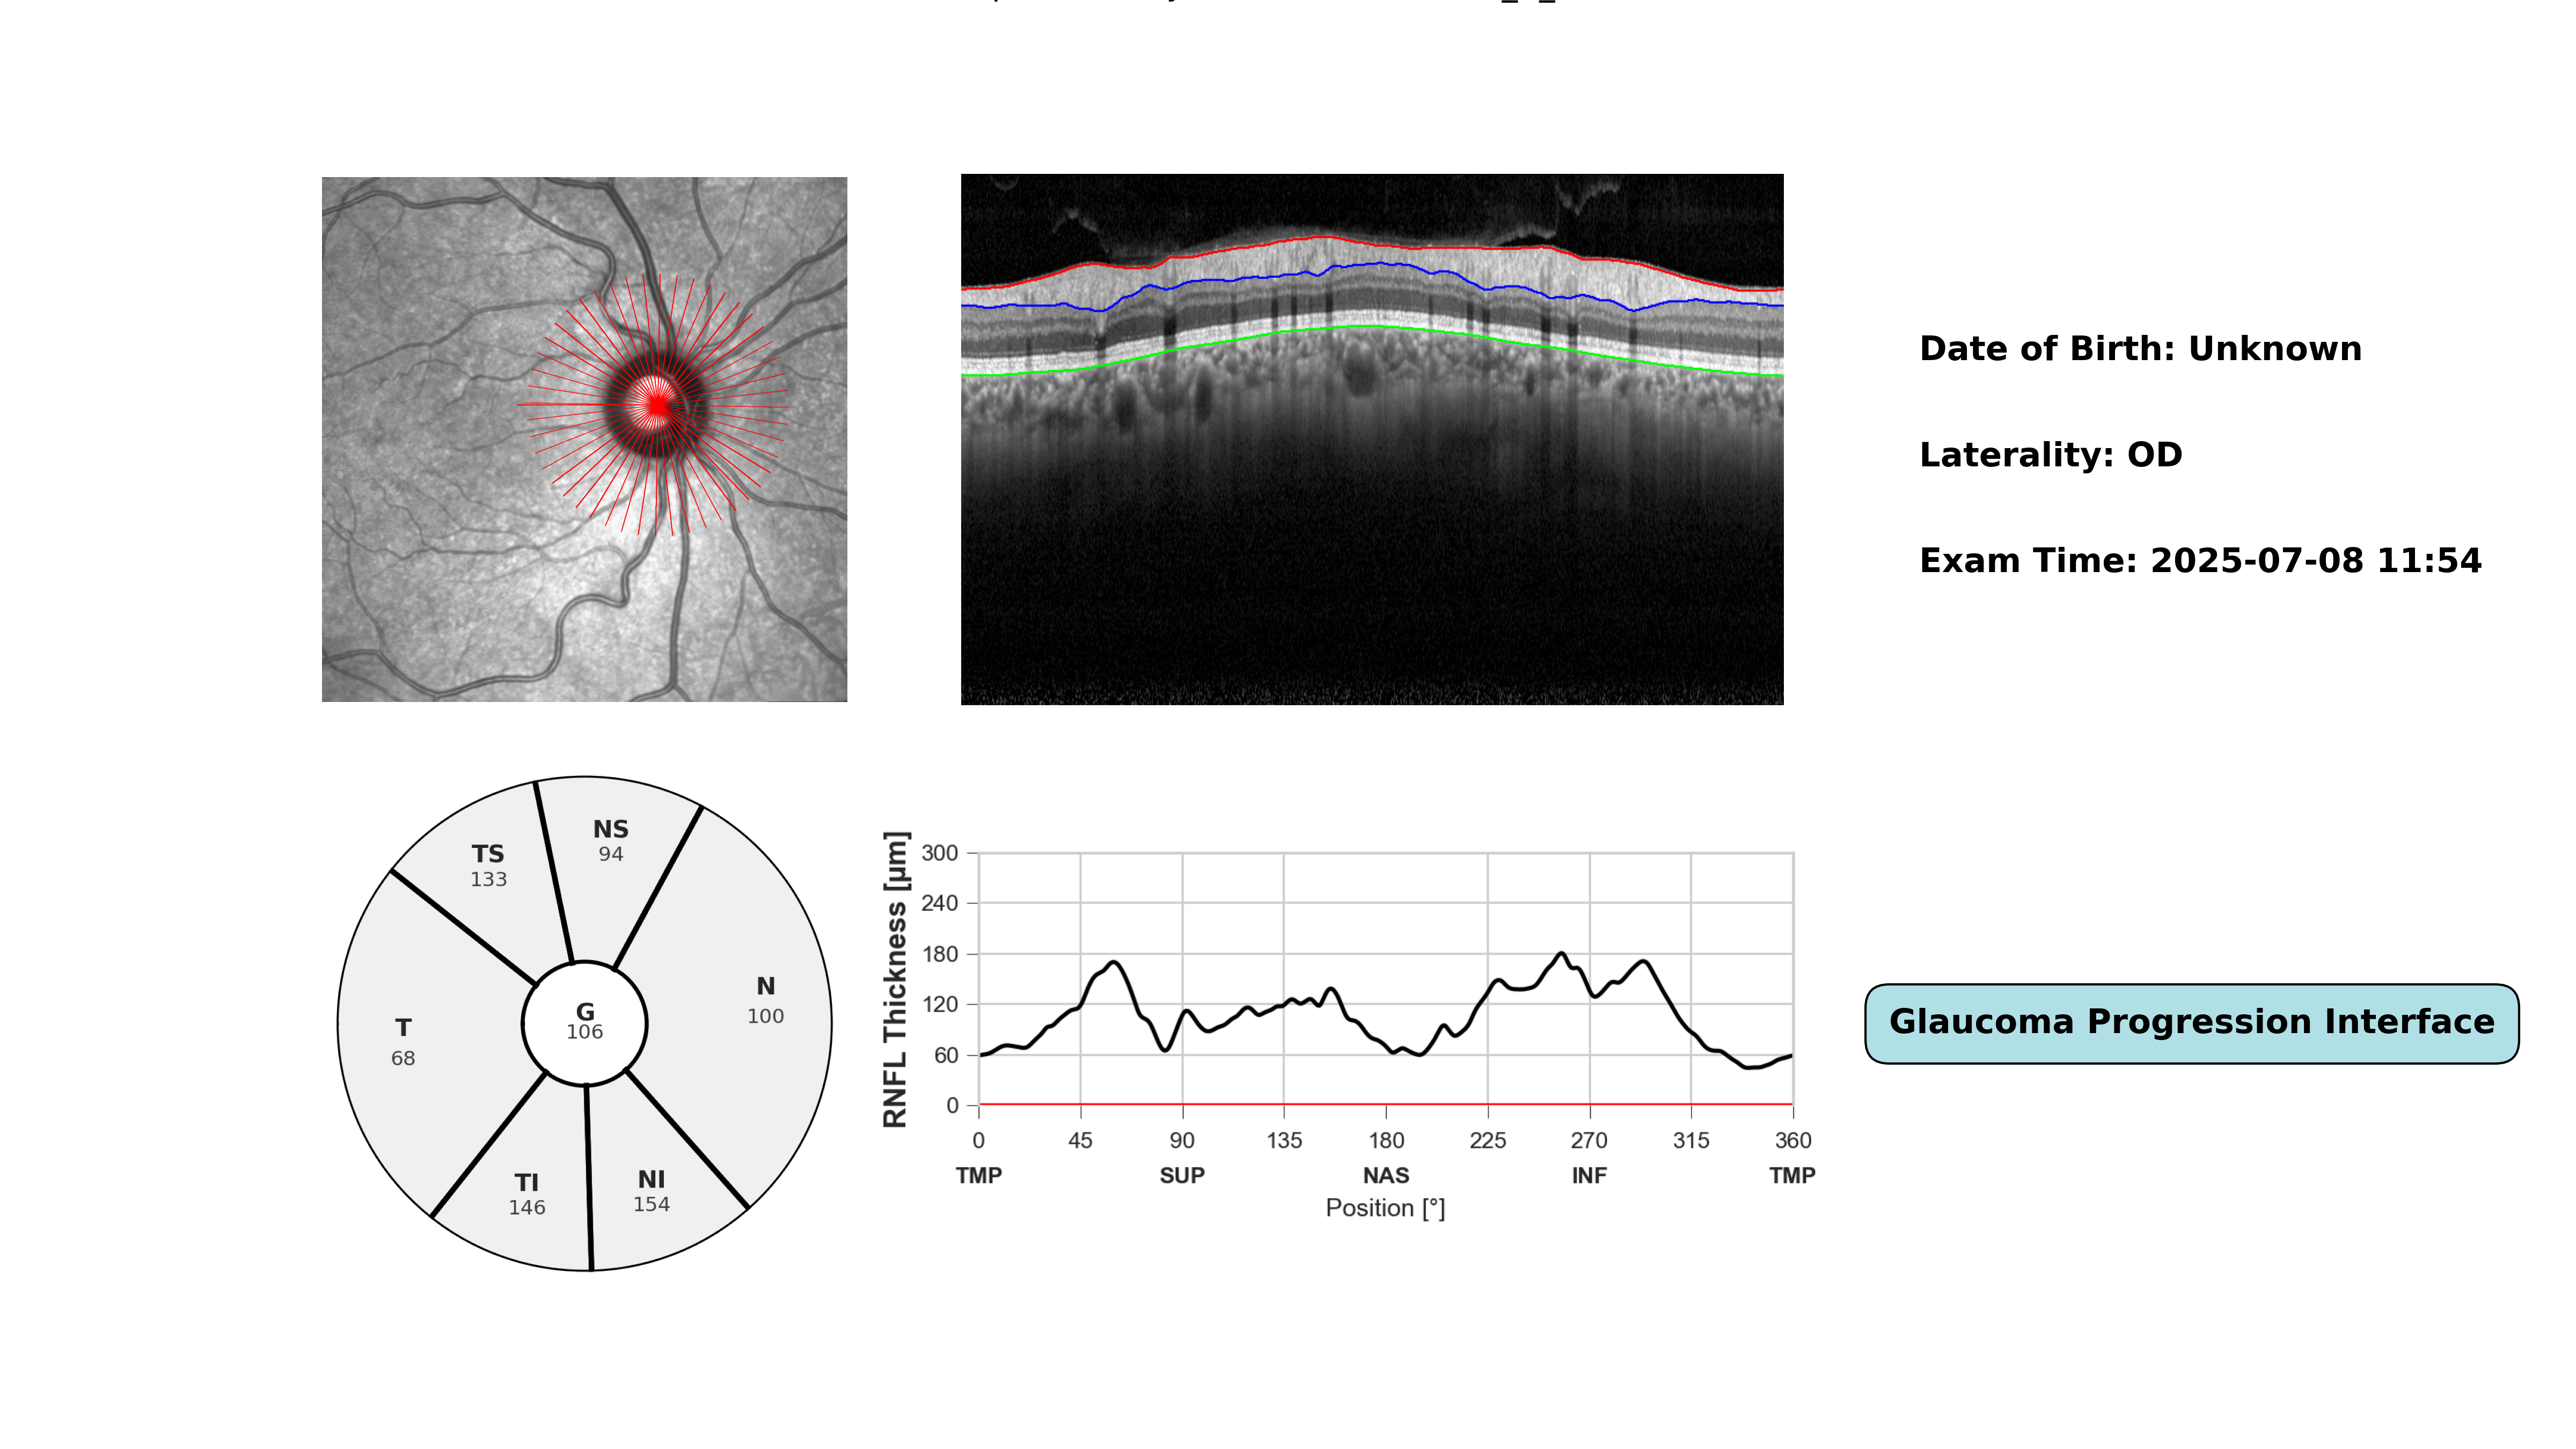 Date of Birth: Unknown
Laterality: OD
Exam Time: 2025-07-08 11:54
NS
94
TS
133
N
100
G
106
T
68
TI
146
NI
154
RNFL Thickness [µm]
300
240
180
120
60
0
0 45 90 135 180 225 270 315 360
TMP SUP NAS INF TMP
Position [°]
Glaucoma Progression Interface